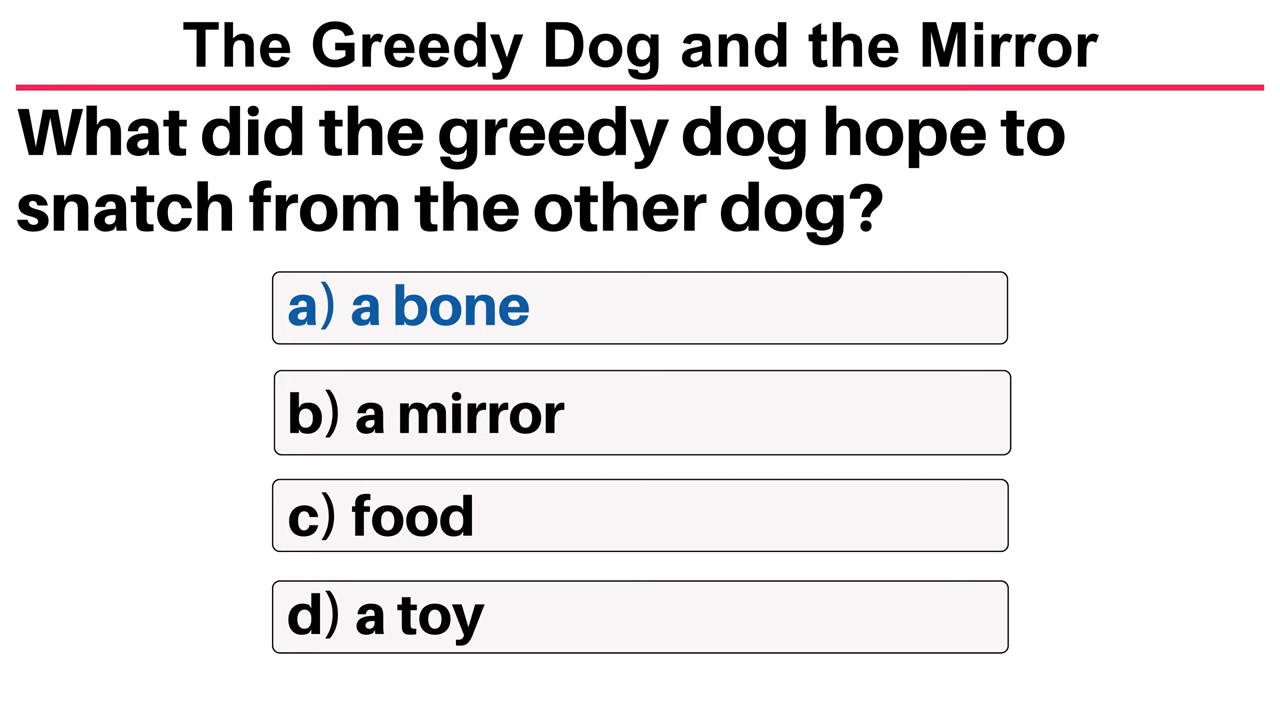 The Greedy Dog and the Mirror
What did the greedy dog hope to
snatch from the other dog?
a) a bone
b) a mirror
c) food
d) a toy